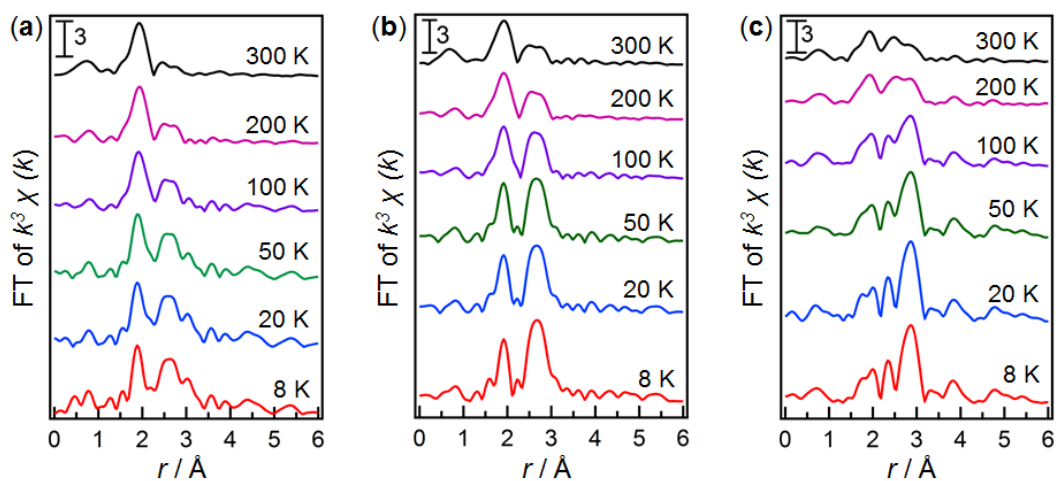 (a)
3
300 K
200 K
100 K
50 K
20 K
8 K
FT of k³ χ (k)
0 1 2 3 4 5 6
r / Å
(b)
3
300 K
200 K
100 K
50 K
20 K
8 K
FT of k³ χ (k)
0 1 2 3 4 5 6
r / Å
(c)
3
300 K
200 K
100 K
50 K
20 K
8 K
FT of k³ χ (k)
0 1 2 3 4 5 6
r / Å